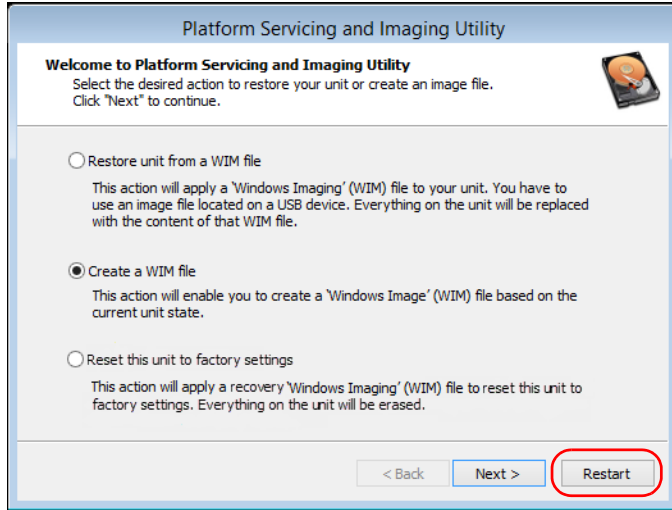 Platform Servicing and Imaging Utility
Welcome to Platform Servicing and Imaging Utility
Select the desired action to restore your unit or create an image file.
Click "Next" to continue.
Restore unit from a WIM file
This action will apply a 'Windows Imaging' (WIM) file to your unit. You have to
use an image file located on a USB device. Everything on the unit will be replaced
with the content of that WIM file.
Create a WIM file
This action will enable you to create a 'Windows Image' (WIM) file based on the
current unit state.
Reset this unit to factory settings
This action will apply a recovery 'Windows Imaging' (WIM) file to reset this unit to
factory settings. Everything on the unit will be erased.
< Back Next > Restart